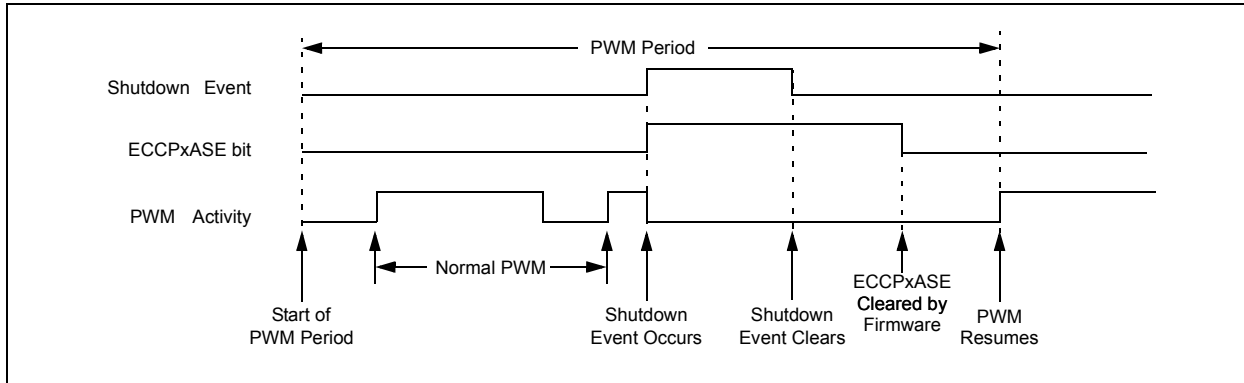 PWM Period
Shutdown Event
ECCPxASE bit
PWM Activity
Normal PWM
Start of
PWM Period
Shutdown
Event Occurs
Shutdown
Event Clears
ECCPxASE
Cleared by
Firmware
PWM
Resumes